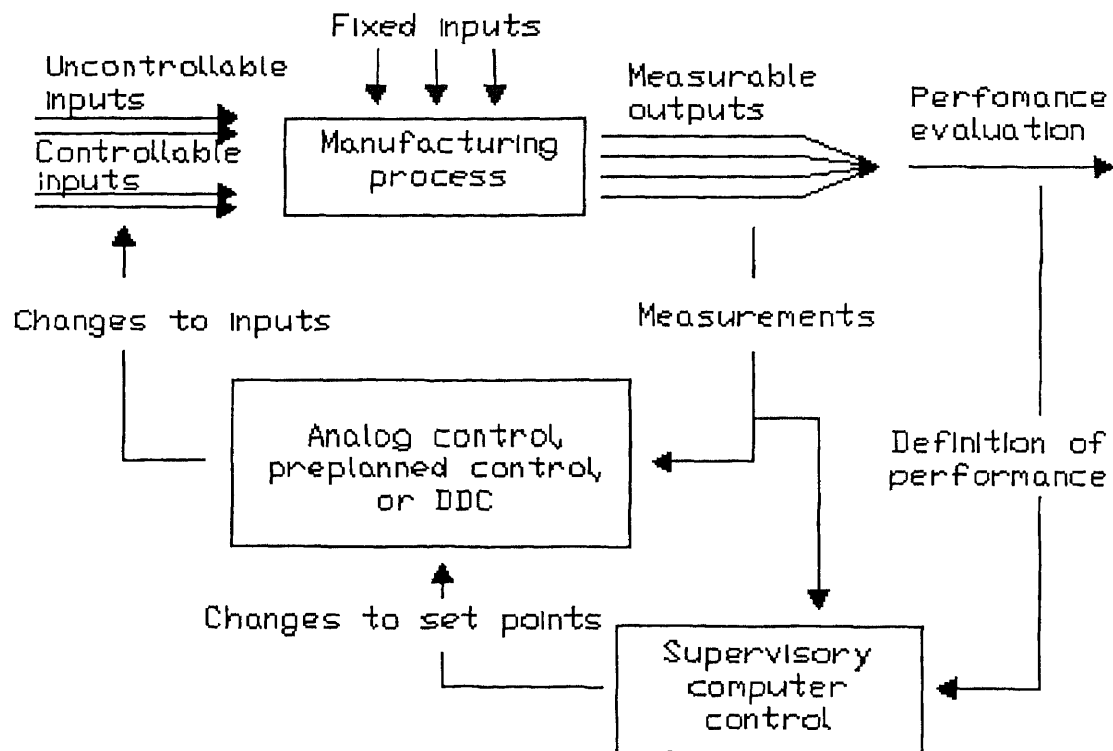 Fixed inputs
Uncontrollable
inputs
Measurable
outputs
Perfomance
evaluation
Manufacturing
process
Controllable
inputs
Changes to inputs
Measurements
Analog control,
preplanned control,
or DDC
Definition of
performance
Changes to set points
Supervisory
computer
control